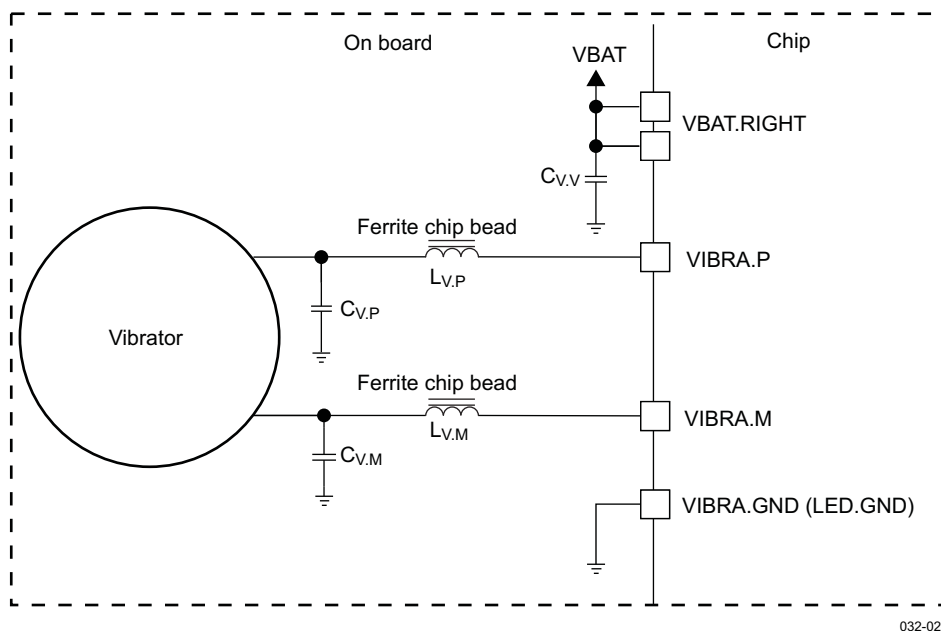 On board
Chip
VBAT
VBAT.RIGHT
CV.V
Ferrite chip bead
VIBRA.P
LV.P
CV.P
Vibrator
Ferrite chip bead
VIBRA.M
LV.M
CV.M
VIBRA.GND (LED.GND)
032-02